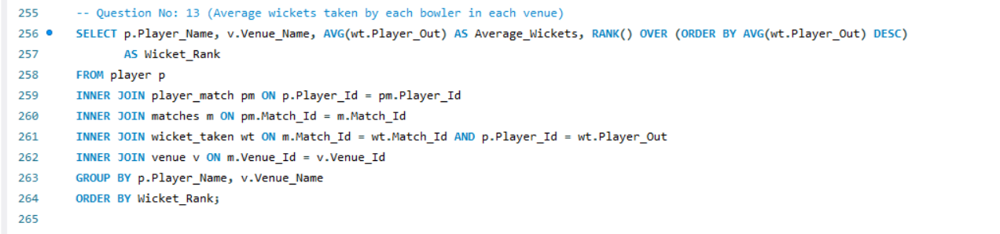 255 -- Question No: 13 (Average wickets taken by each bowler in each venue)
256 SELECT p.Player_Name, v.Venue_Name, AVG(wt.Player_Out) AS Average_Wickets, RANK() OVER (ORDER BY AVG(wt.Player_Out) DESC)
257 AS Wicket_Rank
258 FROM player p
259 INNER JOIN player_match pm ON p.Player_Id = pm.Player_Id
260 INNER JOIN matches m ON pm.Match_Id = m.Match_Id
261 INNER JOIN wicket_taken wt ON m.Match_Id = wt.Match_Id AND p.Player_Id = wt.Player_Out
262 INNER JOIN venue v ON m.Venue_Id = v.Venue_Id
263 GROUP BY p.Player_Name, v.Venue_Name
264 ORDER BY Wicket_Rank;
265